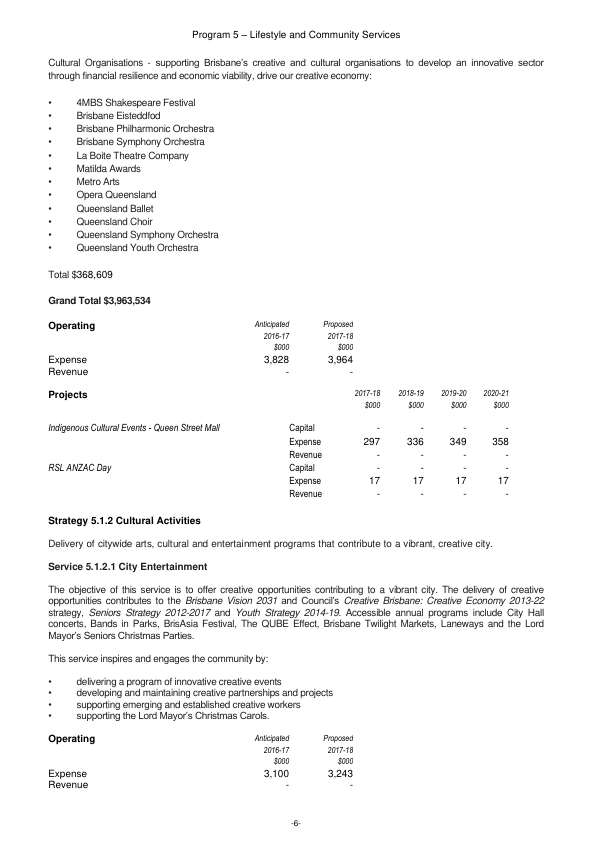 Program 5 – Lifestyle and Community Services
Cultural Organisations - supporting Brisbane's creative and cultural organisations to develop an innovative sector
through financial resilience and economic viability, drive our creative economy:
• 4MBS Shakespeare Festival
• Brisbane Eisteddfod
• Brisbane Philharmonic Orchestra
• Brisbane Symphony Orchestra
• La Boite Theatre Company
• Matilda Awards
• Metro Arts
• Opera Queensland
• Queensland Ballet
• Queensland Choir
• Queensland Symphony Orchestra
• Queensland Youth Orchestra
Total $368,609
Grand Total $3,963,534
Operating Anticipated Proposed
2016-17 2017-18
$000 $000
Expense 3,828 3,964
Revenue - -
Projects 2017-18 2018-19 2019-20 2020-21
$000 $000 $000 $000
Indigenous Cultural Events - Queen Street Mall Capital - - - -
Expense 297 336 349 358
Revenue - - - -
RSL ANZAC Day Capital - - - -
Expense 17 17 17 17
Revenue - - - -
Strategy 5.1.2 Cultural Activities
Delivery of citywide arts, cultural and entertainment programs that contribute to a vibrant, creative city.
Service 5.1.2.1 City Entertainment
The objective of this service is to offer creative opportunities contributing to a vibrant city. The delivery of creative
opportunities contributes to the Brisbane Vision 2031 and Council's Creative Brisbane: Creative Economy 2013-22
strategy, Seniors Strategy 2012-2017 and Youth Strategy 2014-19. Accessible annual programs include City Hall
concerts, Bands in Parks, BrisAsia Festival, The QUBE Effect, Brisbane Twilight Markets, Laneways and the Lord
Mayor's Seniors Christmas Parties.
This service inspires and engages the community by:
• delivering a program of innovative creative events
• developing and maintaining creative partnerships and projects
• supporting emerging and established creative workers
• supporting the Lord Mayor's Christmas Carols.
Operating Anticipated Proposed
2016-17 2017-18
$000 $000
Expense 3,100 3,243
Revenue - -
-6-